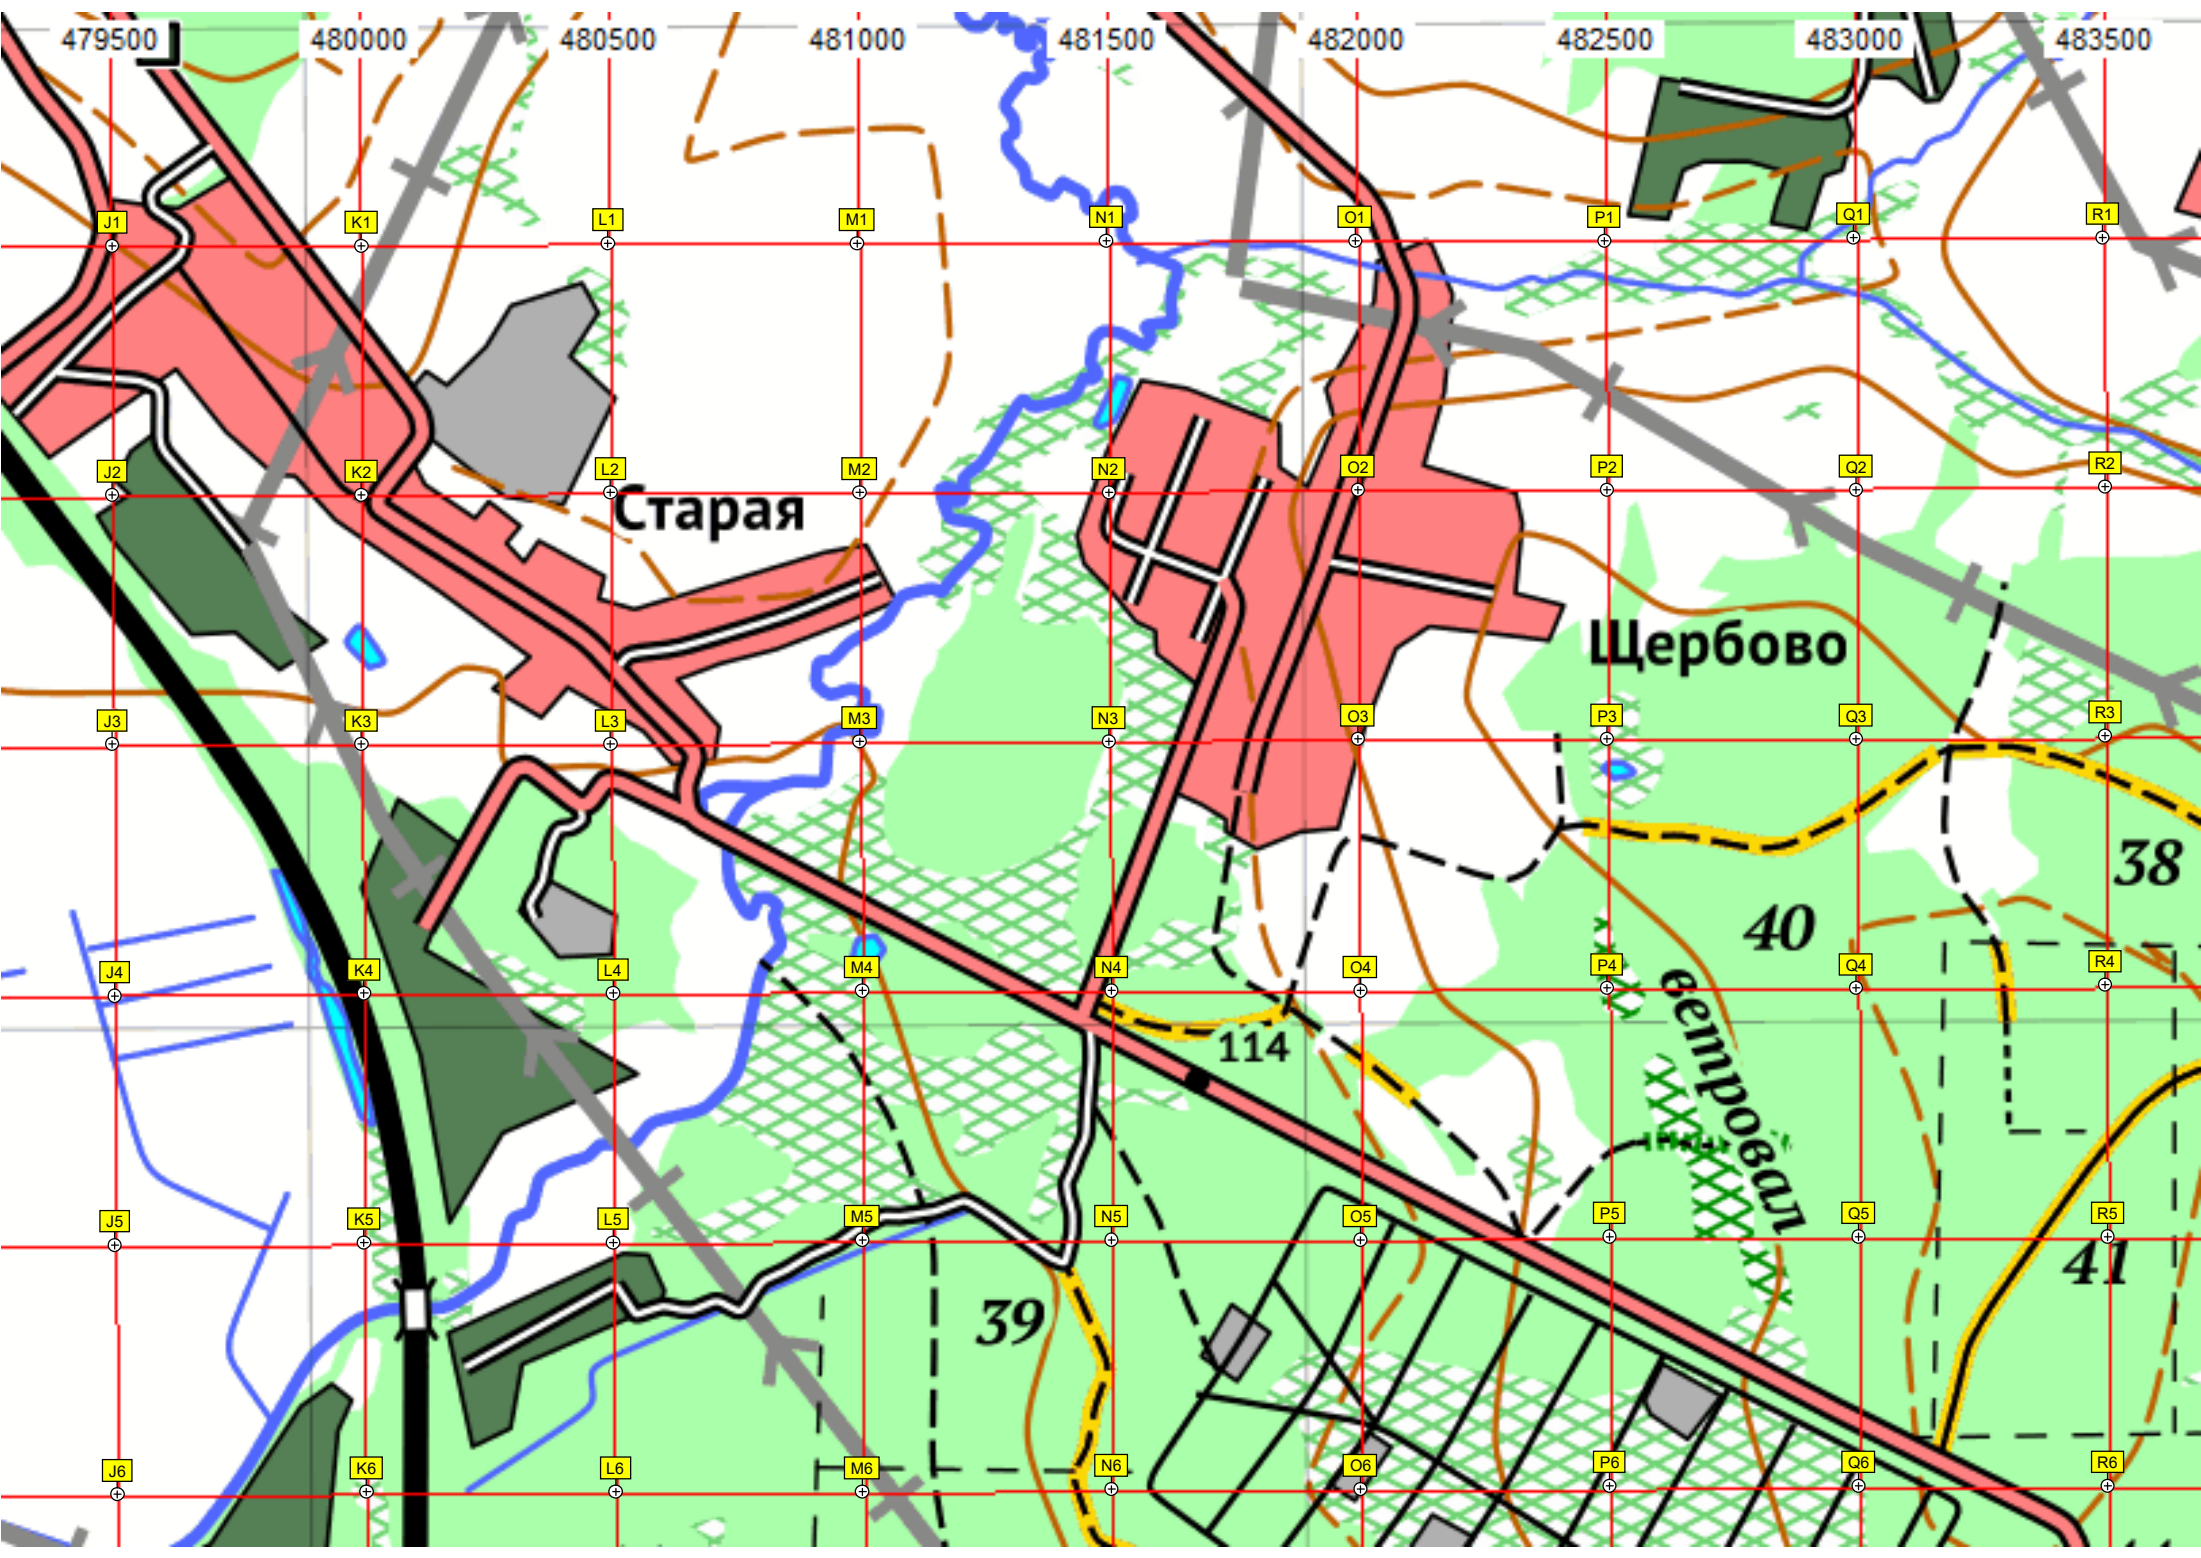 479500 480000 480500 481000 481500 482000 482500 483000 483500
J1 K1 L1 M1 N1 O1 P1 Q1 R1
J2 K2 L2 M2 N2 O2 P2 Q2 R2
Старая
Щербово
J3 K3 L3 M3 N3 O3 P3 Q3 R3
38
40
J4 K4 L4 M4 N4 O4 P4 Q4 R4
114
ветровал
J5 K5 L5 M5 N5 O5 P5 Q5 R5
41
39
J6 K6 L6 M6 N6 O6 P6 Q6 R6